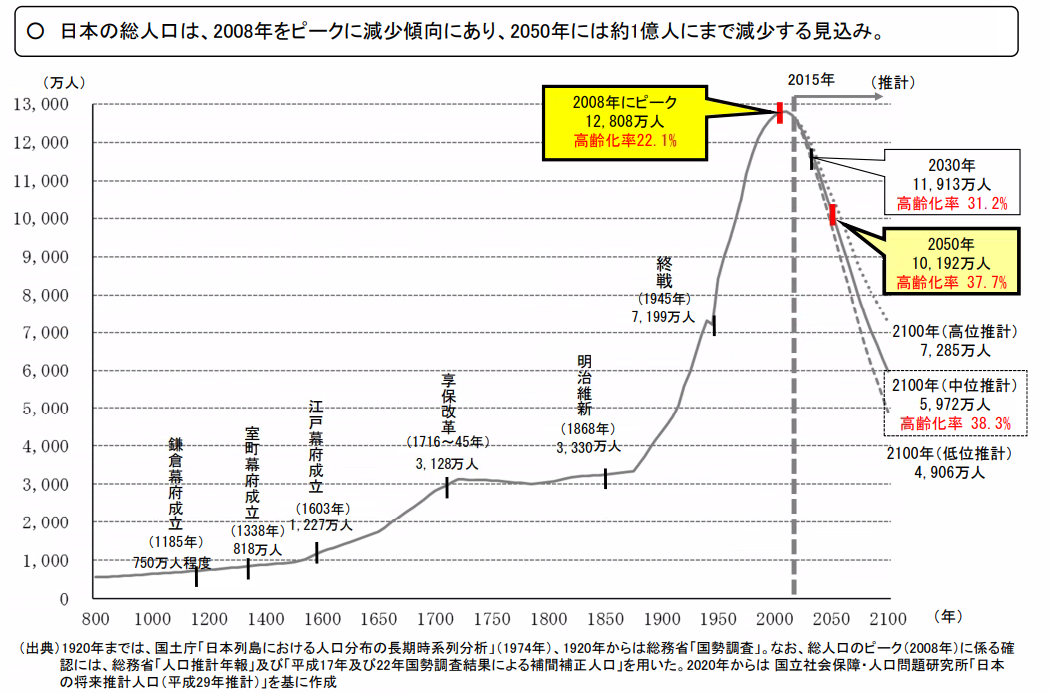 ○ 日本の総人口は、2008年をピークに減少傾向にあり、2050年には約1億人にまで減少する見込み。
（万人）
2015年
（推計）
13,000
12,000
11,000
10,000
9,000
8,000
7,000
6,000
5,000
4,000
3,000
2,000
1,000
0
2008年にピーク
12,808万人
高齢化率22.1%
2030年
11,913万人
高齢化率 31.2%
2050年
10,192万人
高齢化率 37.7%
終戦
（1945年）
7,199万人
2100年（高位推計）
7,285万人
2100年（中位推計）
5,972万人
高齢化率 38.3%
2100年（低位推計）
4,906万人
明治維新
（1868年）
3,330万人
享保改革
（1716～45年）
3,128万人
江戸幕府成立
（1603年）
1,227万人
室町幕府成立
（1338年）
818万人
鎌倉幕府成立
（1185年）
750万人程度
800 1000 1200 1400 1600 1650 1700 1750 1800 1850 1900 1950 2000 2050 2100 （年）
（出典）1920年までは、国土庁「日本列島における人口分布の長期時系列分析」（1974年）、1920年からは総務省「国勢調査」。なお、総人口のピーク（2008年）に係る確
認には、総務省「人口推計年報」及び「平成17年及び22年国勢調査結果による補間補正人口」を用いた。2020年からは 国立社会保障・人口問題研究所「日本
の将来推計人口（平成29年推計）」を基に作成